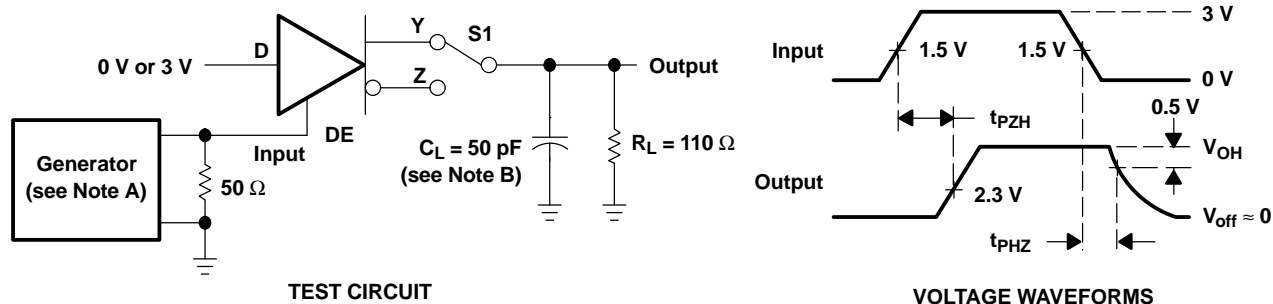 0 V or 3 V
D
Y
Z
S1
Output
DE
Input
Generator
(see Note A)
50 Ω
C_L = 50 pF
(see Note B)
R_L = 110 Ω
TEST CIRCUIT
Input
1.5 V
1.5 V
3 V
0 V
0.5 V
t_PZH
V_OH
Output
2.3 V
V_off ≈ 0
t_PHZ
VOLTAGE WAVEFORMS